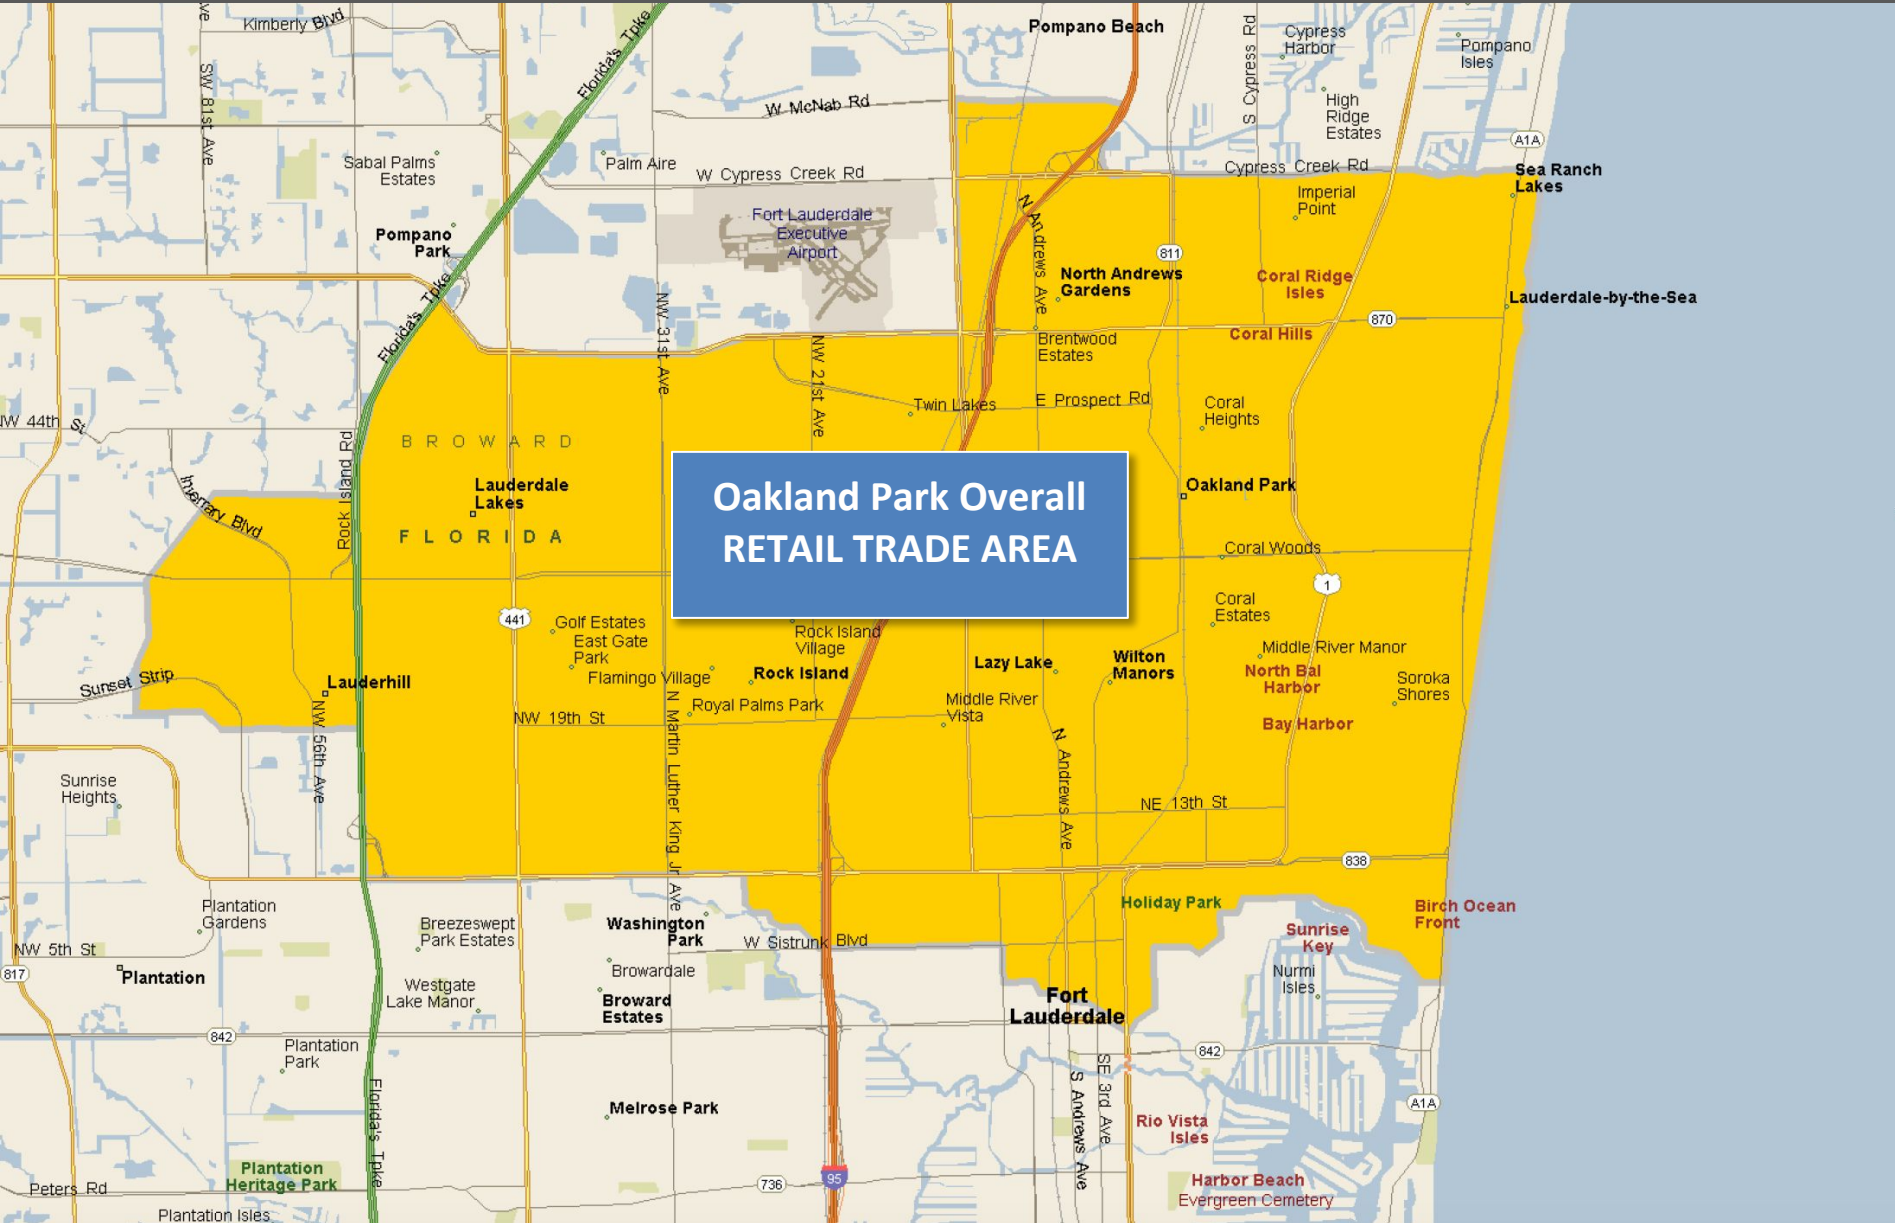 Kimberly Blvd
Ave
SW 81st Ave
Florida's Tpke
Pompano Beach
S Cypress Rd
Cypress
Harbor
Pompano
Isles
W McNab Rd
High
Ridge
Estates
A1A
Sabal Palms
Estates
Palm Aire
W Cypress Creek Rd
Cypress Creek Rd
Sea Ranch
Lakes
Imperial
Point
Fort Lauderdale
Executive
Airport
N Andrews Ave
Pompano
Park
811
North Andrews
Gardens
Coral Ridge
Isles
Florida's Tpke
NW 31st Ave
Lauderdale-by-the-Sea
870
Coral Hills
NW 21st Ave
Brentwood
Estates
Twin Lakes
E Prospect Rd
Coral
Heights
NW 44th St
BROWARD
Rock Island Rd
Inverrary Blvd
Lauderdale
Lakes
FLORIDA
Oakland Park Overall
RETAIL TRADE AREA
Oakland Park
Coral Woods
1
441
Golf Estates
East Gate
Park
Flamingo Village
Rock Island
Village
Rock Island
Royal Palms Park
Coral
Estates
Middle River Manor
Lazy Lake
Wilton
Manors
North Bal
Harbor
Soroka
Shores
Sunset Strip
Lauderhill
NW 19th St
Middle River
Vista
Bay Harbor
NW 56th Ave
N Martin Luther King Jr Ave
N Andrews Ave
Sunrise
Heights
NE 13th St
838
Plantation
Gardens
Breezeswept
Park Estates
Washington
Park
W Sistrunk Blvd
Holiday Park
Birch Ocean
Front
Sunrise
Key
NW 5th St
817
Plantation
Browardale
Westgate
Lake Manor
Broward
Estates
Nurmi
Isles
Fort
Lauderdale
842
Plantation
Park
842
Florida's Tpke
SE 3rd Ave
S Andrews Ave
Melrose Park
A1A
Rio Vista
Isles
Plantation
Heritage Park
Peters Rd
736
95
Harbor Beach
Evergreen Cemetery
Plantation Isles